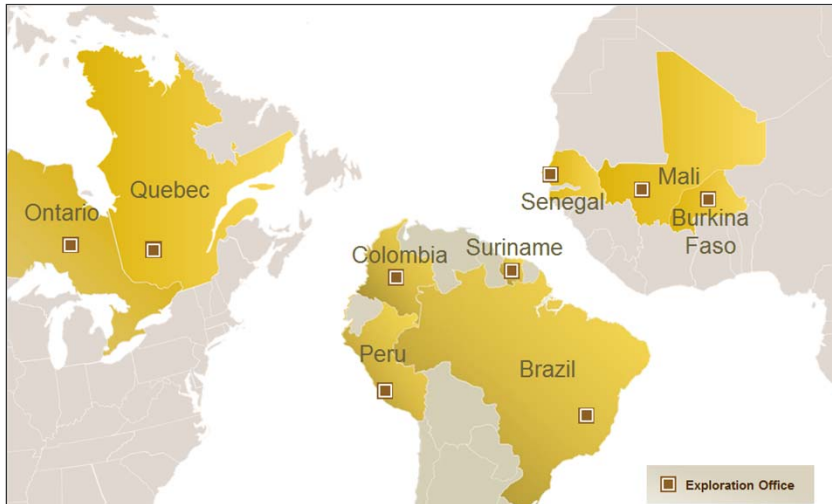 Quebec
Ontario
Mali
Senegal
Burkina
Faso
Colombia
Suriname
Peru
Brazil
Exploration Office